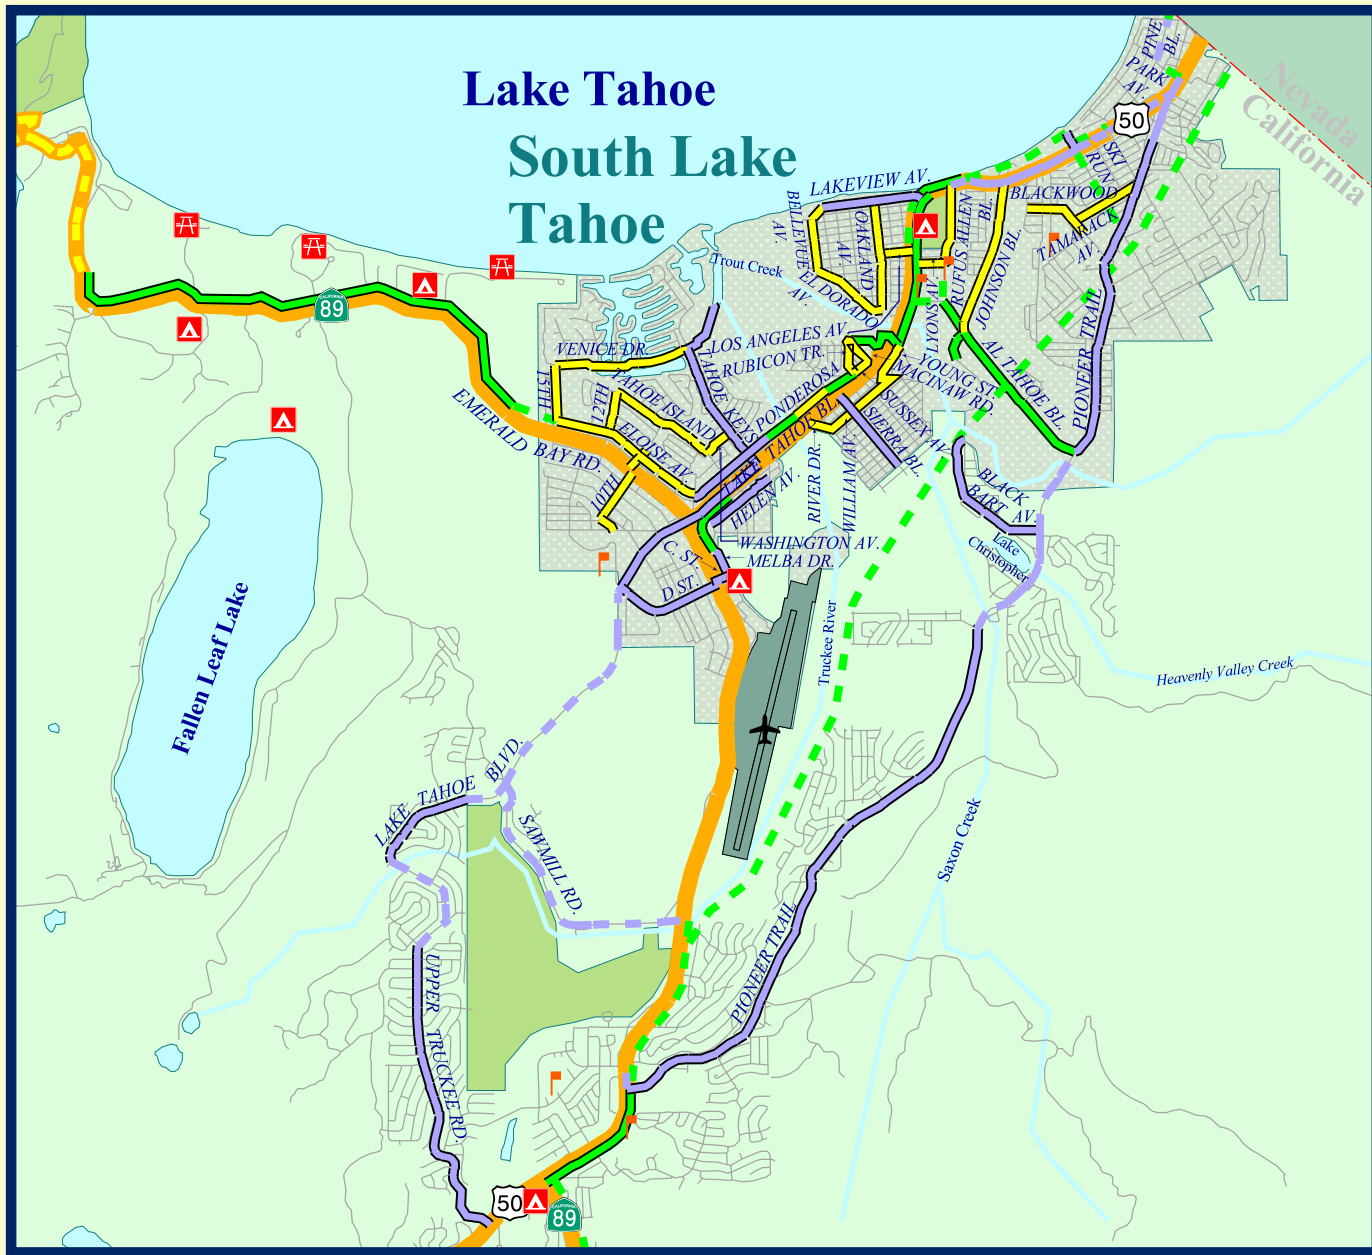 Lake Tahoe
South Lake
Tahoe
Nevada
California
PINE
BL.
PARK
AV.
50
SKI
RUN
LAKEVIEW AV.
BLACKWOOD
BELLEVUE
AV.
OAKLAND
AV.
RUFUS ALLEN
BL.
JOHNSON BL.
TAMARACK
AV.
Trout Creek
EL DORADO
AV.
LYONS AV.
CALIFORNIA
89
LOS ANGELES AV.
RUBICON TR.
VENICE DR.
15TH
12TH
TAHOE ISLAND
TAHOE KEYS
PONDEROSA
YOUNG ST.
MACINAW RD.
AL TAHOE BL.
PIONEER TRAIL
EMERALD BAY RD.
ELOISE AV.
LAKE TAHOE BL.
SUSSEX AV.
SIERRA BL.
10TH
HELEN AV.
RIVER DR.
WILLIAM AV.
BLACK
BART AV.
WASHINGTON AV.
MELBA DR.
C. ST.
D ST.
Lake
Christopher
Fallen Leaf Lake
Truckee River
Heavenly Valley Creek
LAKE TAHOE BLVD.
SAWMILL RD.
Saxon Creek
PIONEER TRAIL
UPPER TRUCKEE RD.
50
CALIFORNIA
89